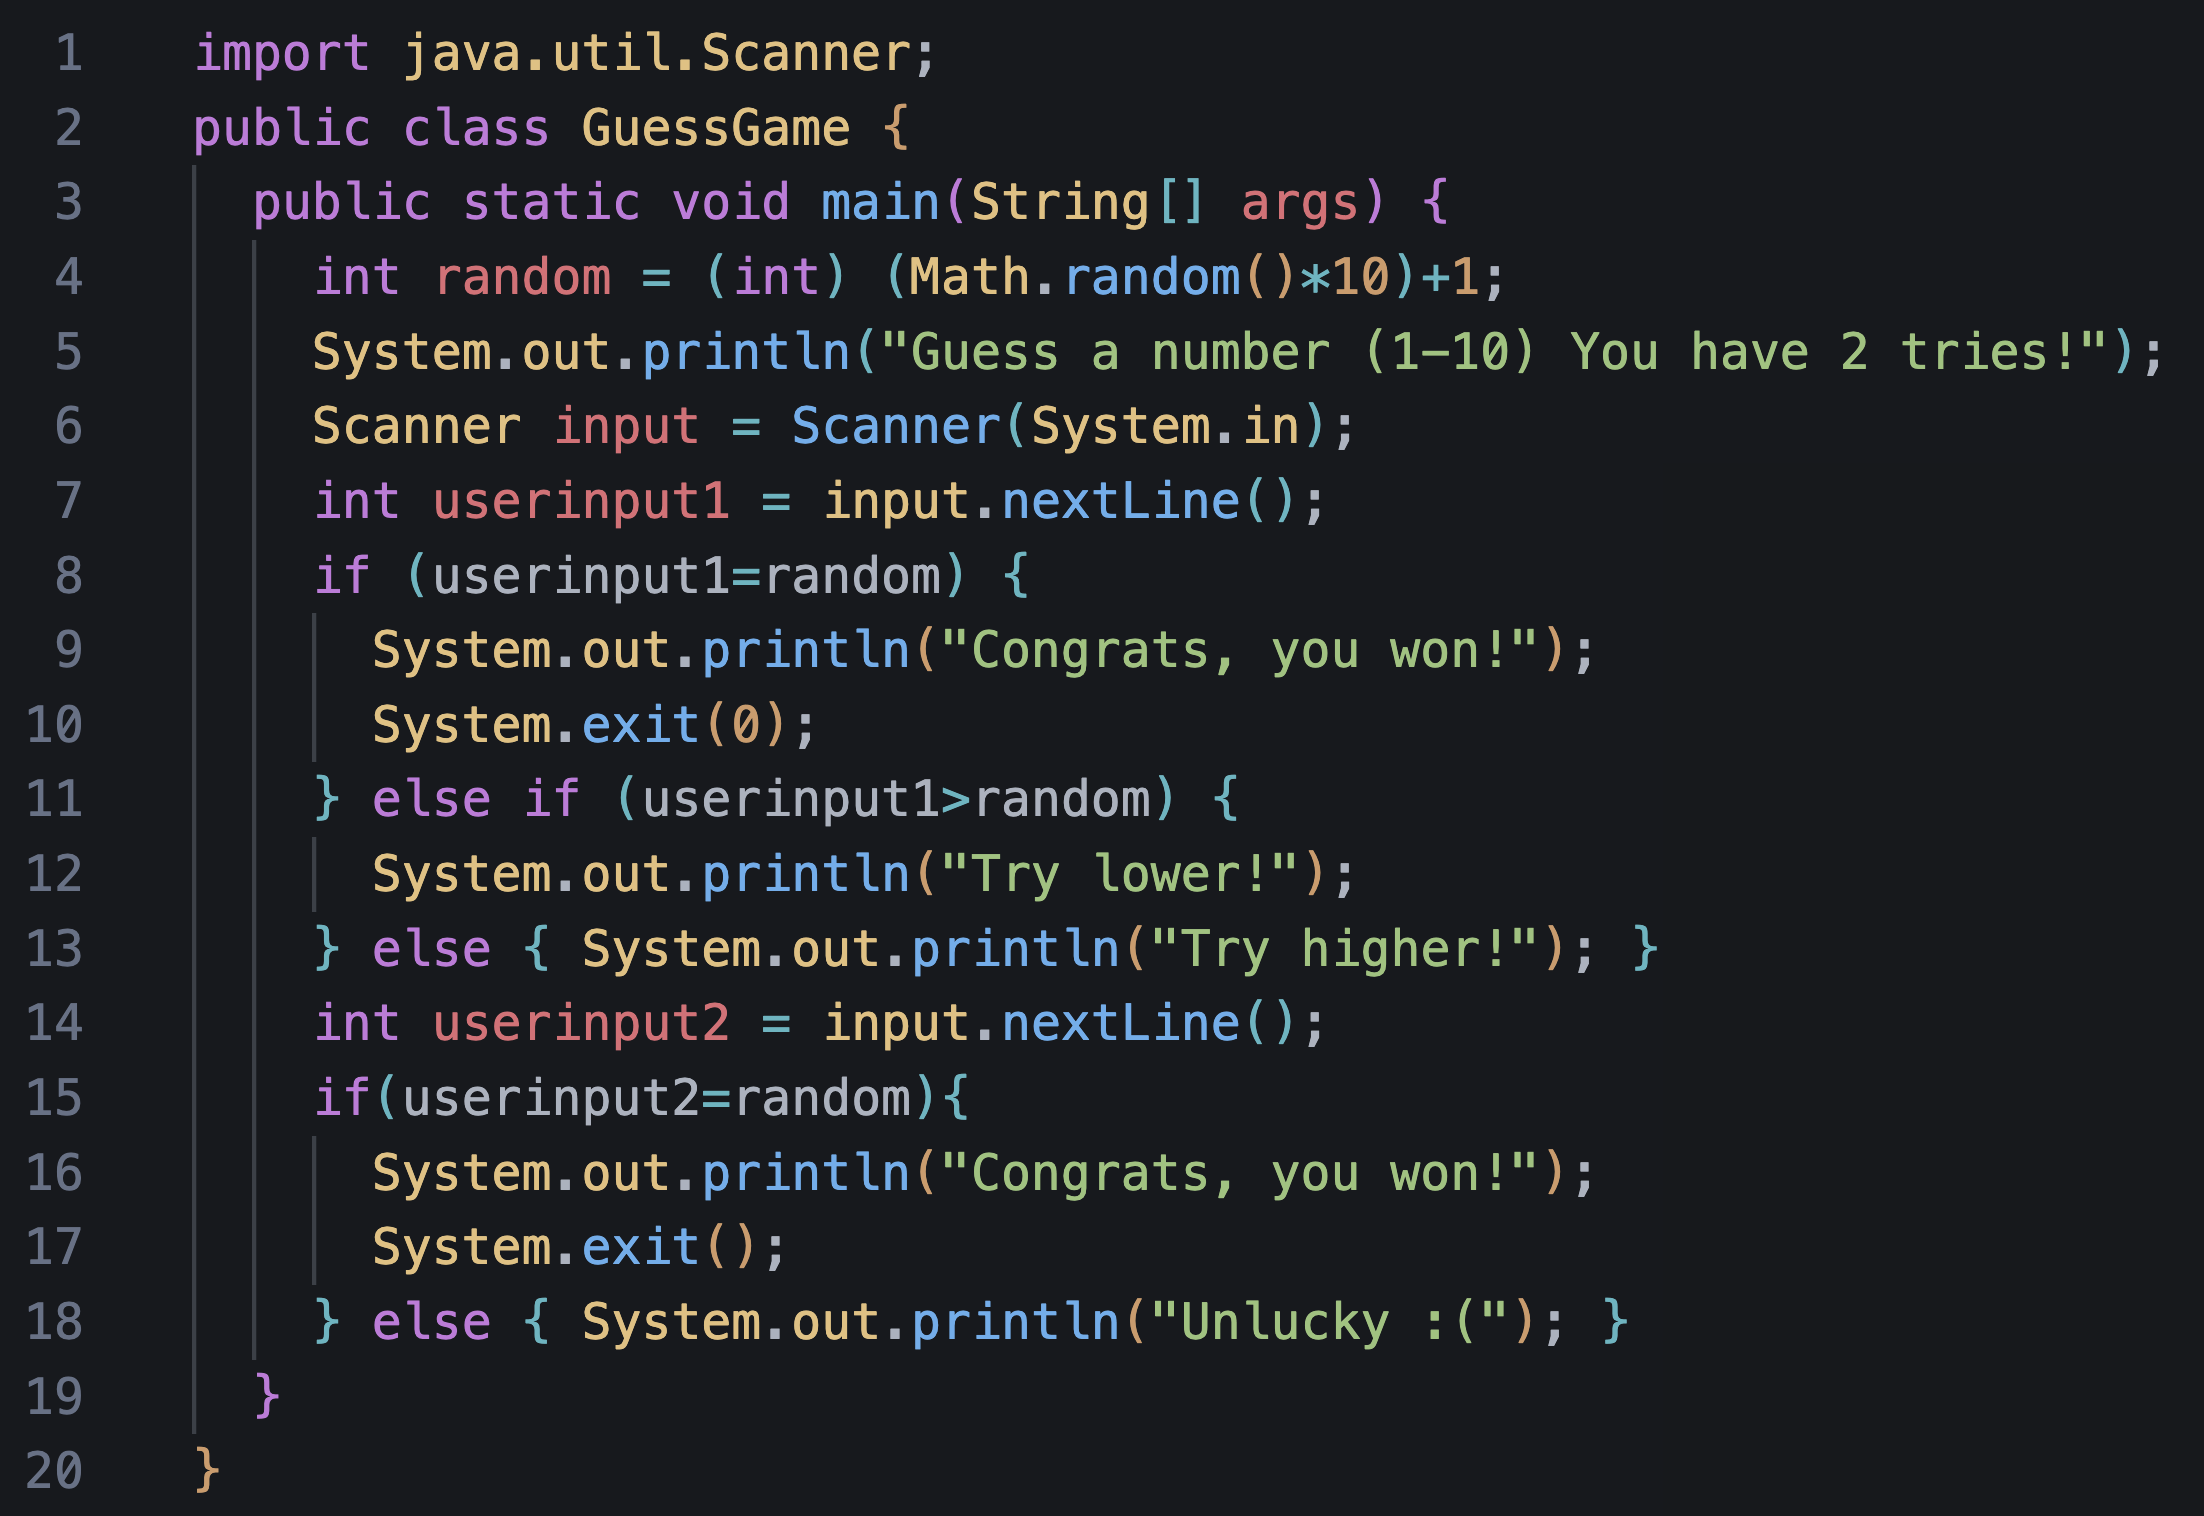 1 import java.util.Scanner;
2 public class GuessGame {
3 public static void main(String[] args) {
4 int random = (int) (Math.random()*10)+1;
5 System.out.println("Guess a number (1-10) You have 2 tries!");
6 Scanner input = Scanner(System.in);
7 int userinput1 = input.nextLine();
8 if (userinput1=random) {
9 System.out.println("Congrats, you won!");
10 System.exit(0);
11 } else if (userinput1>random) {
12 System.out.println("Try lower!");
13 } else { System.out.println("Try higher!"); }
14 int userinput2 = input.nextLine();
15 if(userinput2=random){
16 System.out.println("Congrats, you won!");
17 System.exit();
18 } else { System.out.println("Unlucky :("); }
19 }
20 }